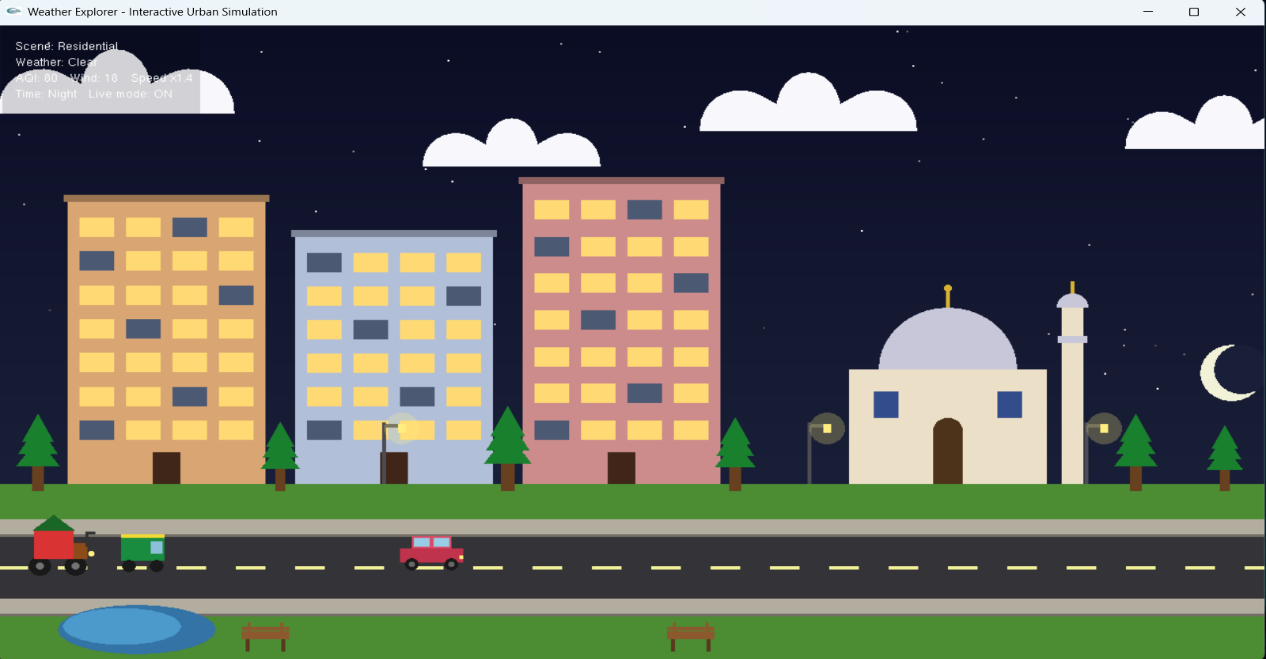 Weather Explorer - Interactive Urban Simulation
Scene: Residential
Weather: Clear
AQI: 80 Wind: 18 Speed x1.4
Time: Night Live mode: ON